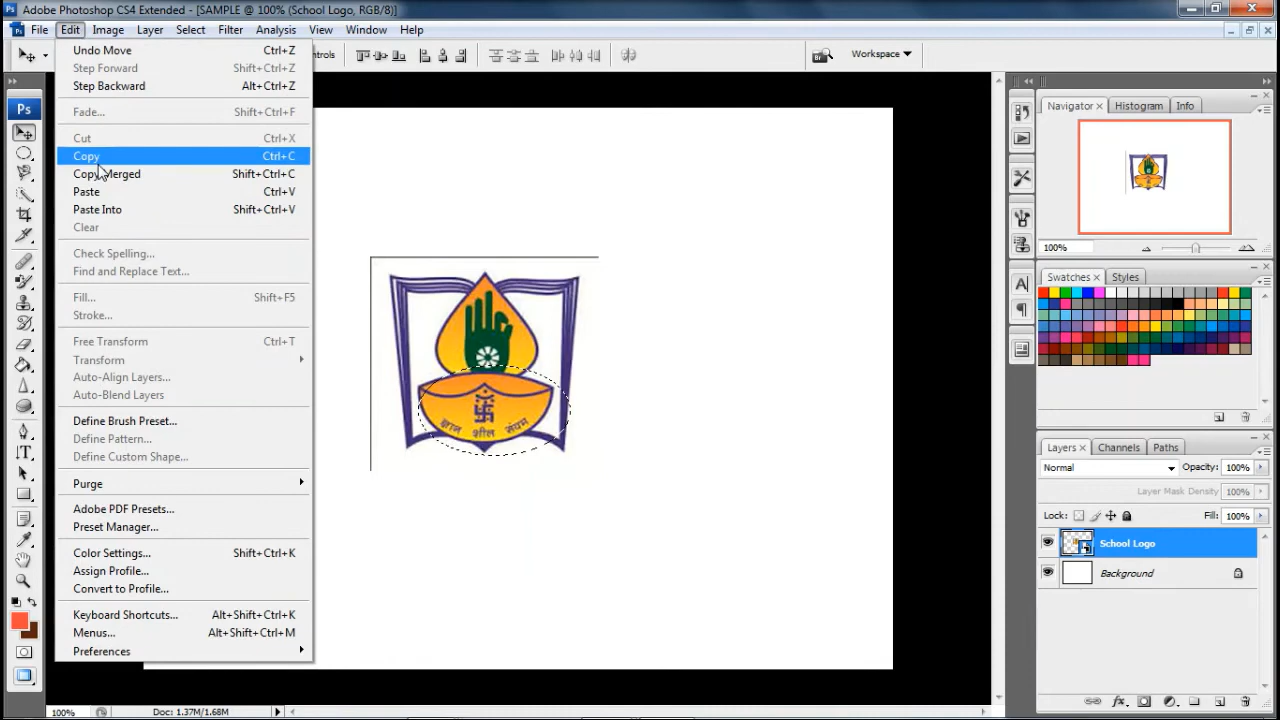 Adobe Photoshop CS4 Extended - [SAMPLE @ 100% (School Logo, RGB/8)]
File Edit Image Layer Select Filter Analysis View Window Help
ntrols
Workspace
Undo Move Ctrl+Z
Step Forward Shift+Ctrl+Z
Step Backward Alt+Ctrl+Z
Fade... Shift+Ctrl+F
Cut Ctrl+X
Copy Ctrl+C
Copy Merged Shift+Ctrl+C
Paste Ctrl+V
Paste Into Shift+Ctrl+V
Clear
Check Spelling...
Find and Replace Text...
Fill... Shift+F5
Stroke...
Free Transform Ctrl+T
Transform
Auto-Align Layers...
Auto-Blend Layers
Define Brush Preset...
Define Pattern...
Define Custom Shape...
Purge
Adobe PDF Presets...
Preset Manager...
Color Settings... Shift+Ctrl+K
Assign Profile...
Convert to Profile...
Keyboard Shortcuts... Alt+Shift+Ctrl+K
Menus... Alt+Shift+Ctrl+M
Preferences
Ps
ज्ञान शील संयम
Navigator Histogram Info
100%
Swatches Styles
Layers Channels Paths
Normal Opacity: 100%
Layer Mask Density: 100%
Lock: Fill: 100%
School Logo
Background
100% Doc: 1.37M/1.68M